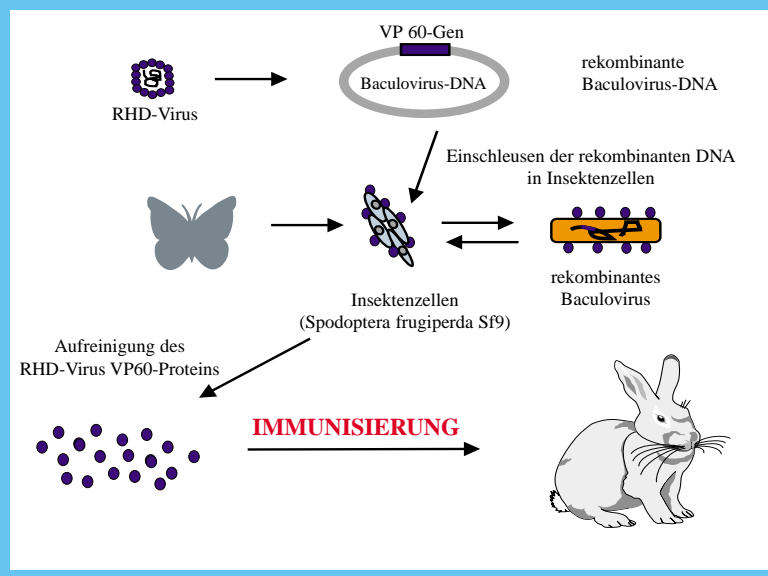 VP 60-Gen
Baculovirus-DNA
rekombinante
Baculovirus-DNA
RHD-Virus
Einschleusen der rekombinanten DNA
in Insektenzellen
rekombinantes
Baculovirus
Insektenzellen
(Spodoptera frugiperda Sf9)
Aufreinigung des
RHD-Virus VP60-Proteins
IMMUNISIERUNG